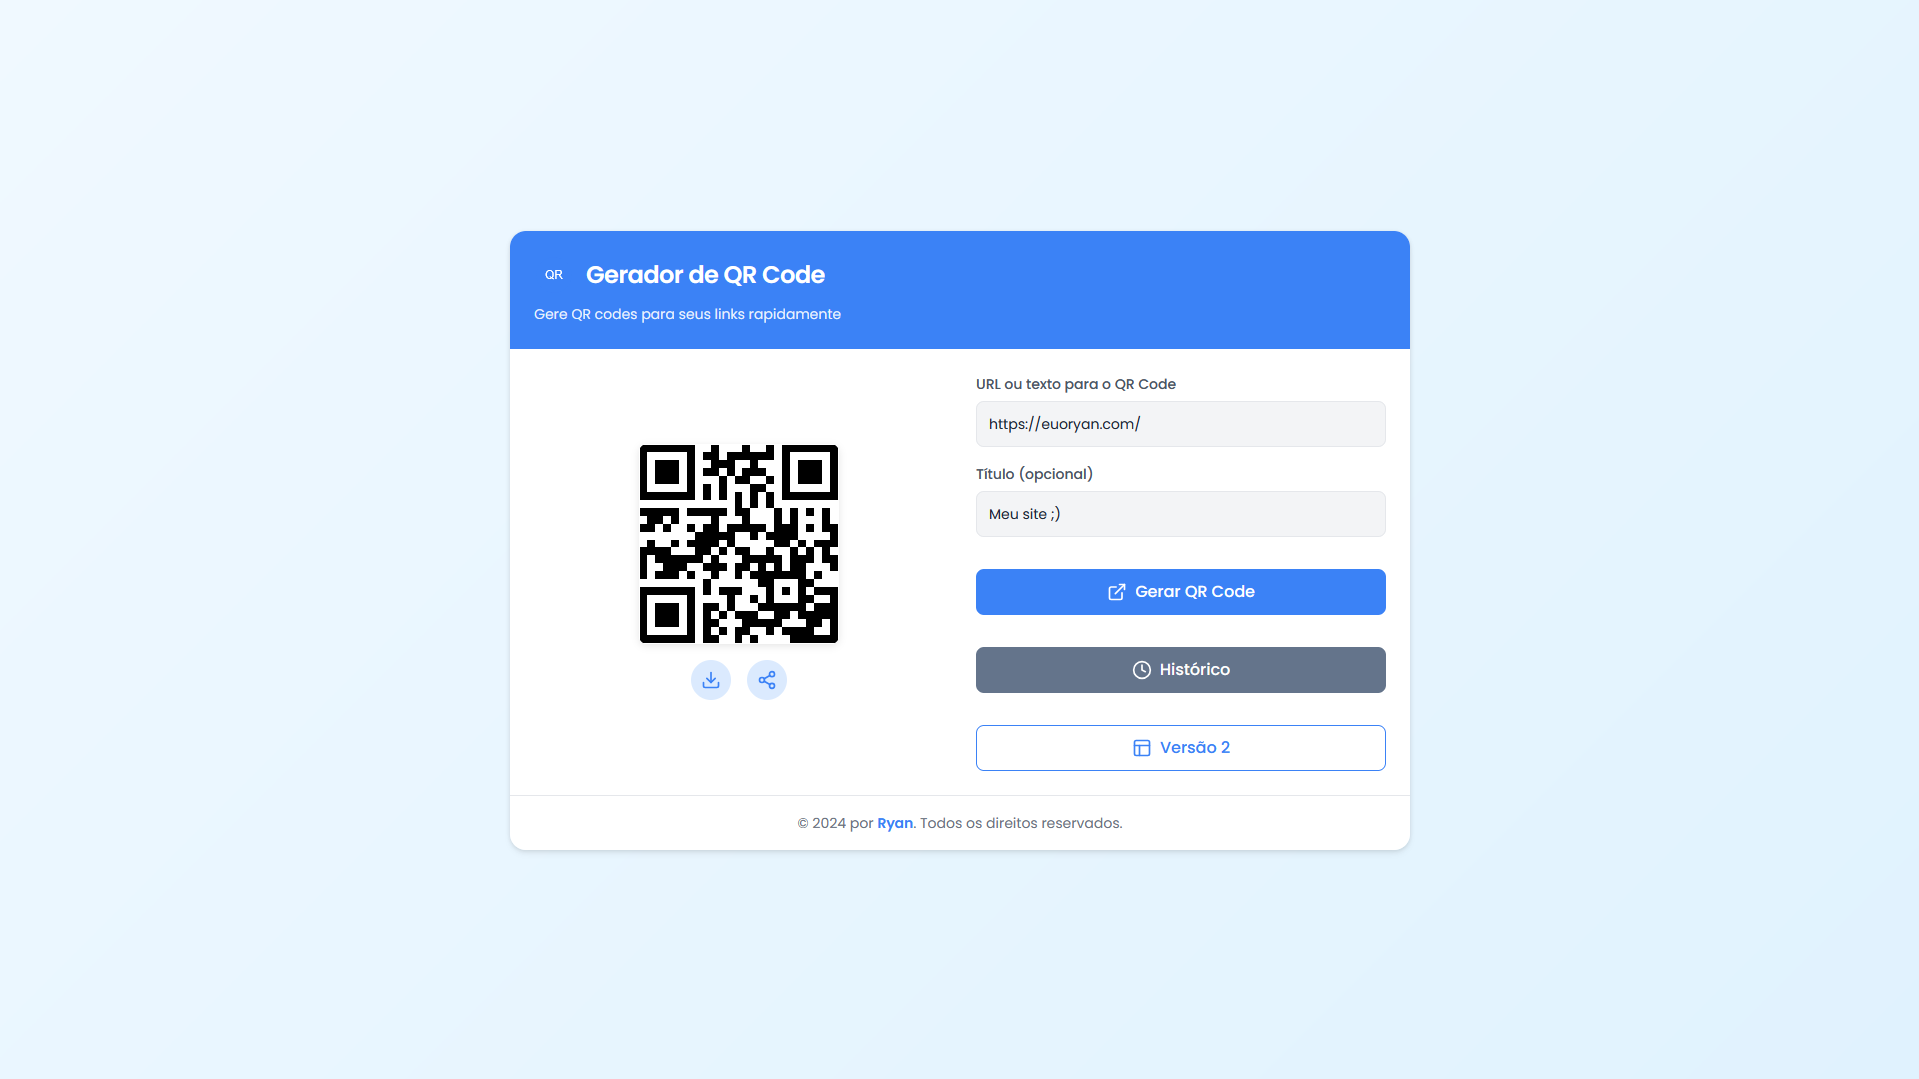 QR
Gerador de QR Code
Gere QR codes para seus links rapidamente
URL ou texto para o QR Code
https://euoryan.com/
Título (opcional)
Meu site ;)
Gerar QR Code
Histórico
Versão 2
© 2024 por Ryan. Todos os direitos reservados.